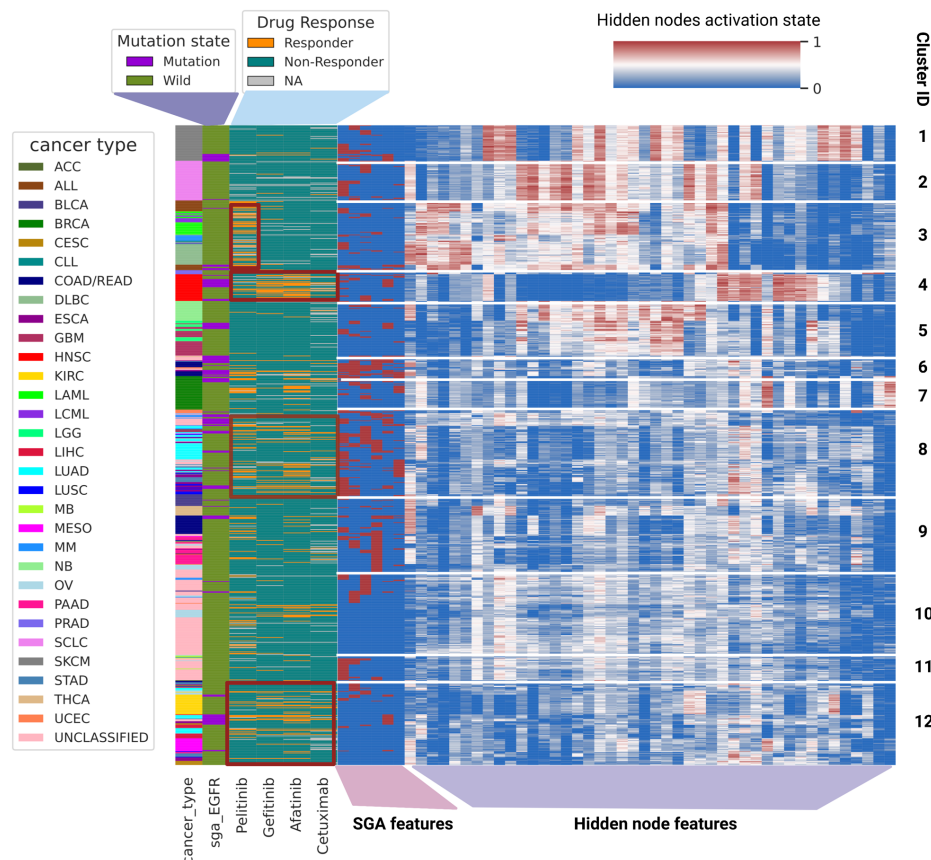 Hidden nodes activation state
1
0
Cluster ID
Drug Response
Responder
Non-Responder
NA
Mutation state
Mutation
Wild
cancer type
ACC
ALL
BLCA
BRCA
CESC
CLL
COAD/READ
DLBC
ESCA
GBM
HNSC
KIRC
LAML
LCML
LGG
LIHC
LUAD
LUSC
MB
MESO
MM
NB
OV
PAAD
PRAD
SCLC
SKCM
STAD
THCA
UCEC
UNCLASSIFIED
1
2
3
4
5
6
7
8
9
10
11
12
cancer_type
sga_EGFR
Pelitinib
Gefitinib
Afatinib
Cetuximab
SGA features
Hidden node features